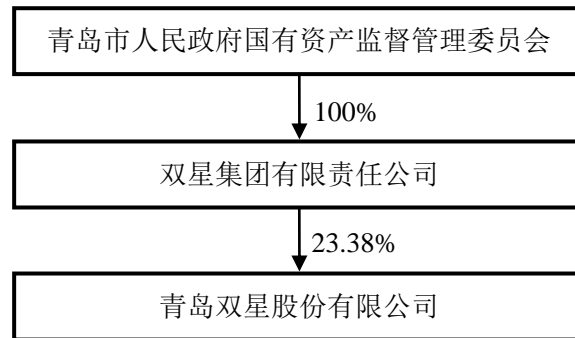 青岛市人民政府国有资产监督管理委员会
100%
双星集团有限责任公司
23.38%
青岛双星股份有限公司